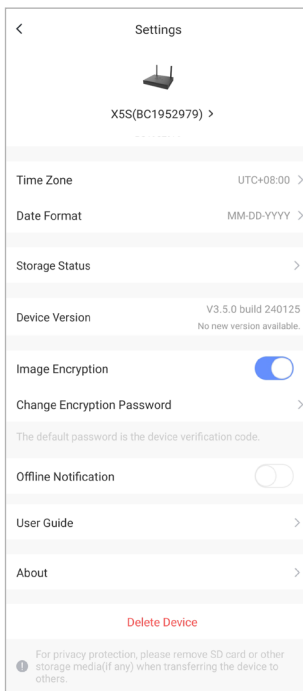 Settings
X5S(BC1952979) >
Time Zone UTC+08:00 >
Date Format MM-DD-YYYY >
Storage Status >
Device Version V3.5.0 build 240125
No new version available.
Image Encryption
Change Encryption Password >
The default password is the device verification code.
Offline Notification
User Guide >
About >
Delete Device
For privacy protection, please remove SD card or other
storage media(if any) when transferring the device to
others.